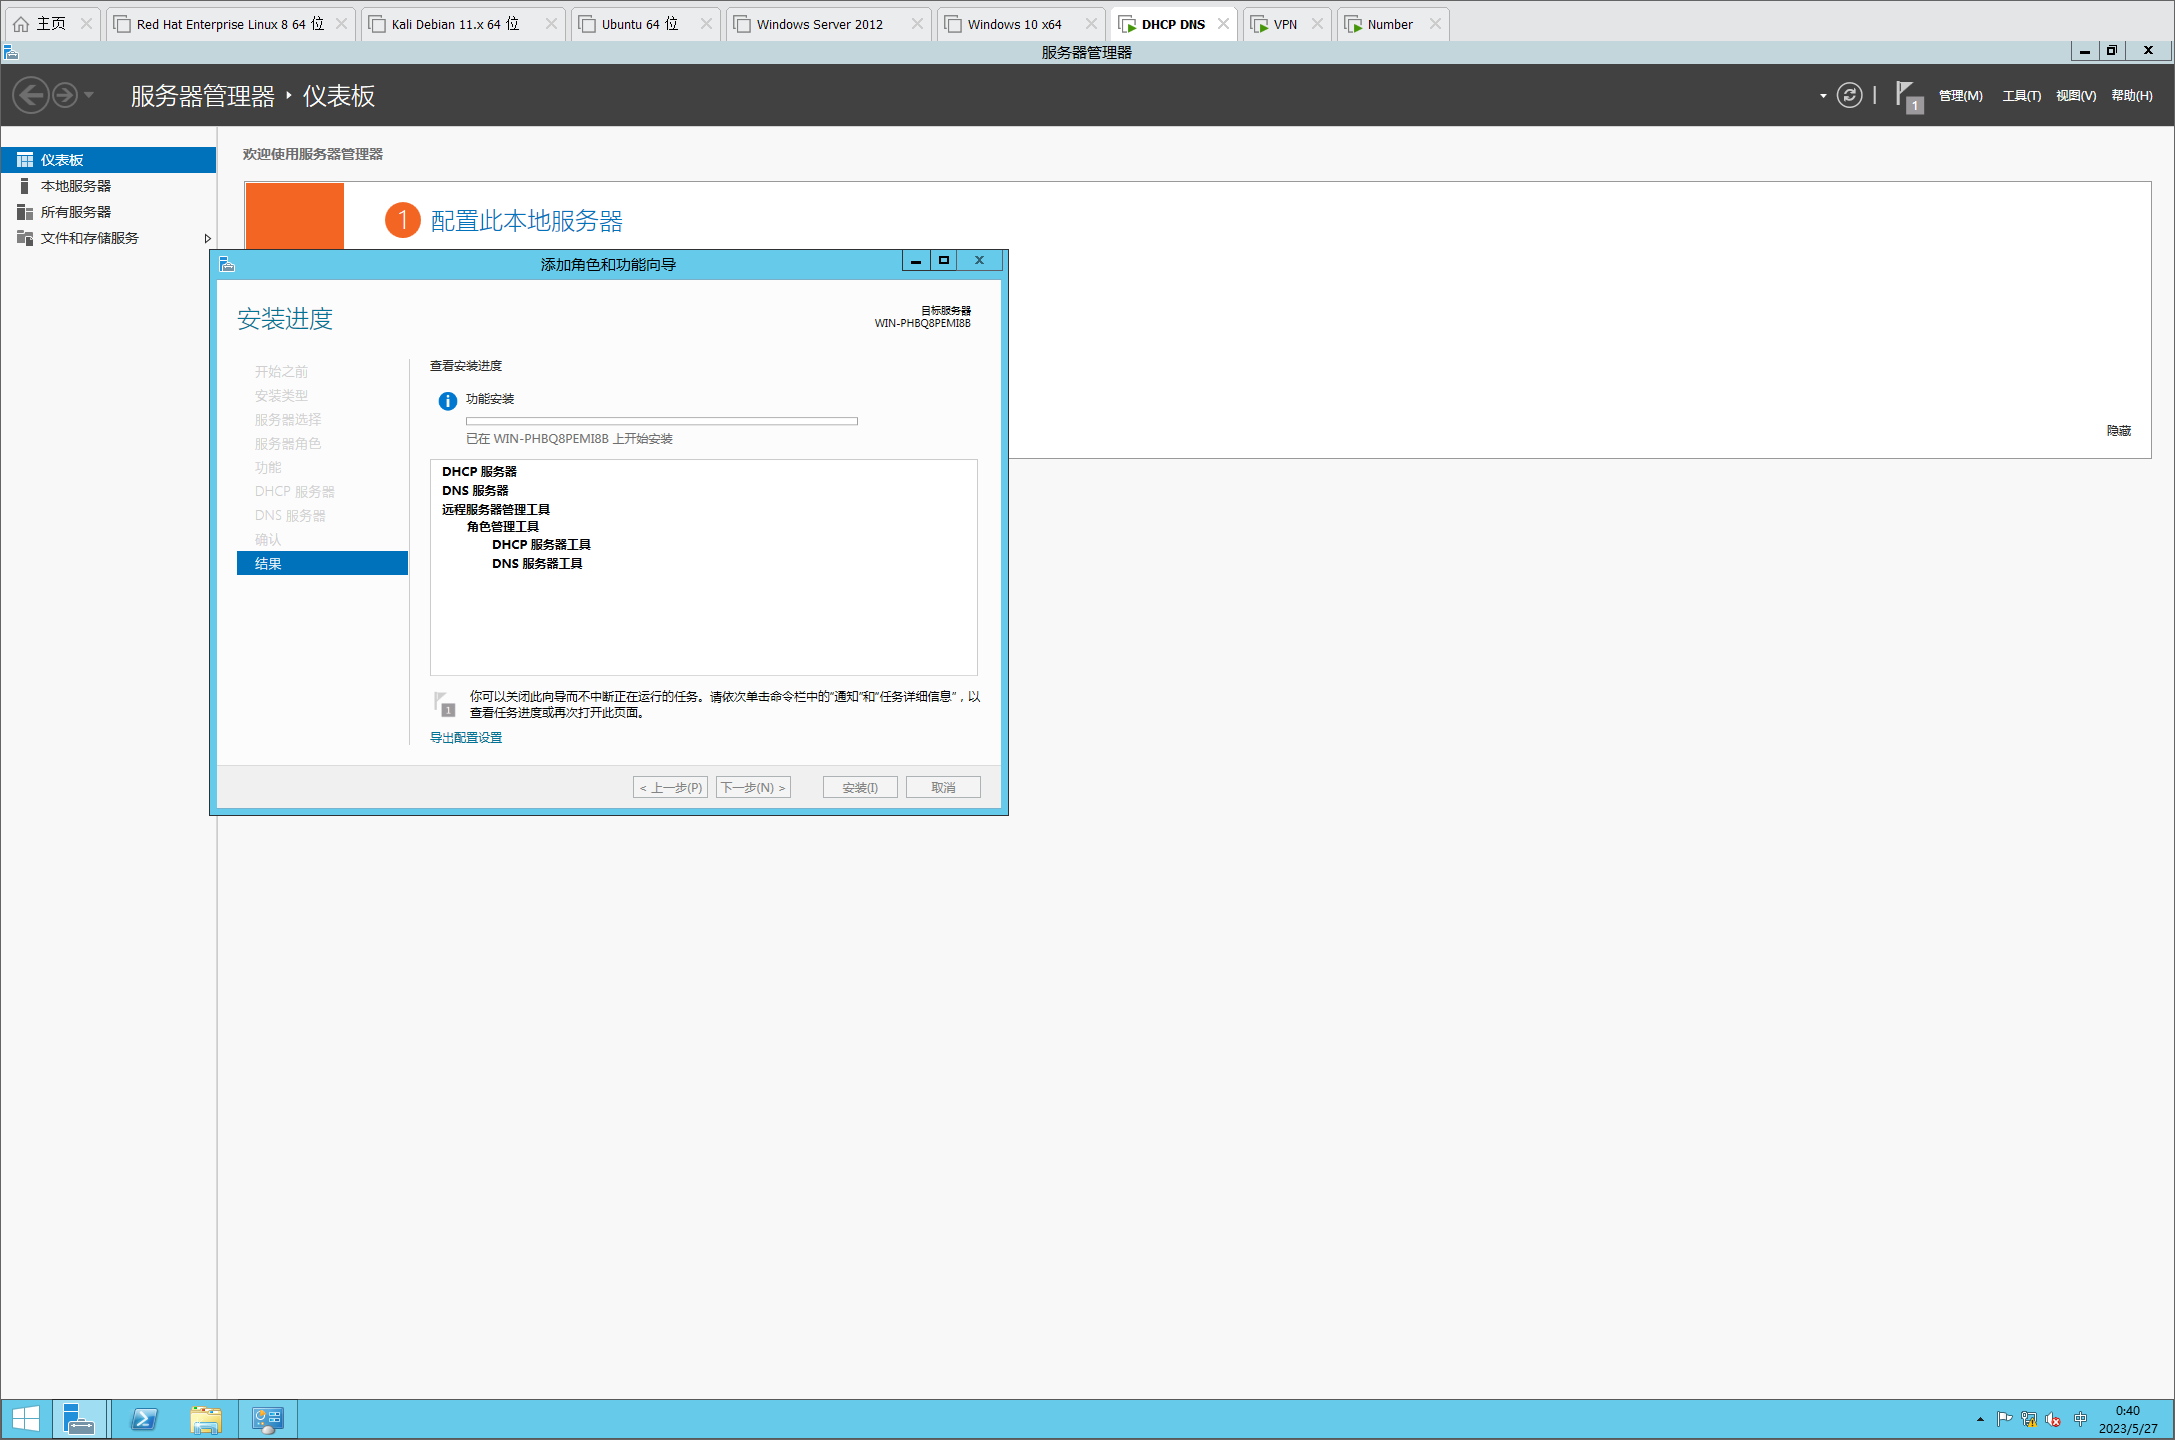 主页
Red Hat Enterprise Linux 8 64 位
Kali Debian 11.x 64 位
Ubuntu 64 位
Windows Server 2012
Windows 10 x64
DHCP DNS
VPN
Number
服务器管理器
服务器管理器 ‣ 仪表板
1
管理(M)
工具(T)
视图(V)
帮助(H)
仪表板
本地服务器
所有服务器
文件和存储服务
欢迎使用服务器管理器
1 配置此本地服务器
隐藏
添加角色和功能向导
安装进度
目标服务器
WIN-PHBQ8PEMI8B
开始之前
安装类型
服务器选择
服务器角色
功能
DHCP 服务器
DNS 服务器
确认
结果
查看安装进度
功能安装
已在 WIN-PHBQ8PEMI8B 上开始安装
DHCP 服务器
DNS 服务器
远程服务器管理工具
角色管理工具
DHCP 服务器工具
DNS 服务器工具
1
你可以关闭此向导而不中断正在运行的任务。请依次单击命令栏中的"通知"和"任务详细信息"，以
查看任务进度或再次打开此页面。
导出配置设置
< 上一步(P)
下一步(N) >
安装(I)
取消
中
0:40
2023/5/27